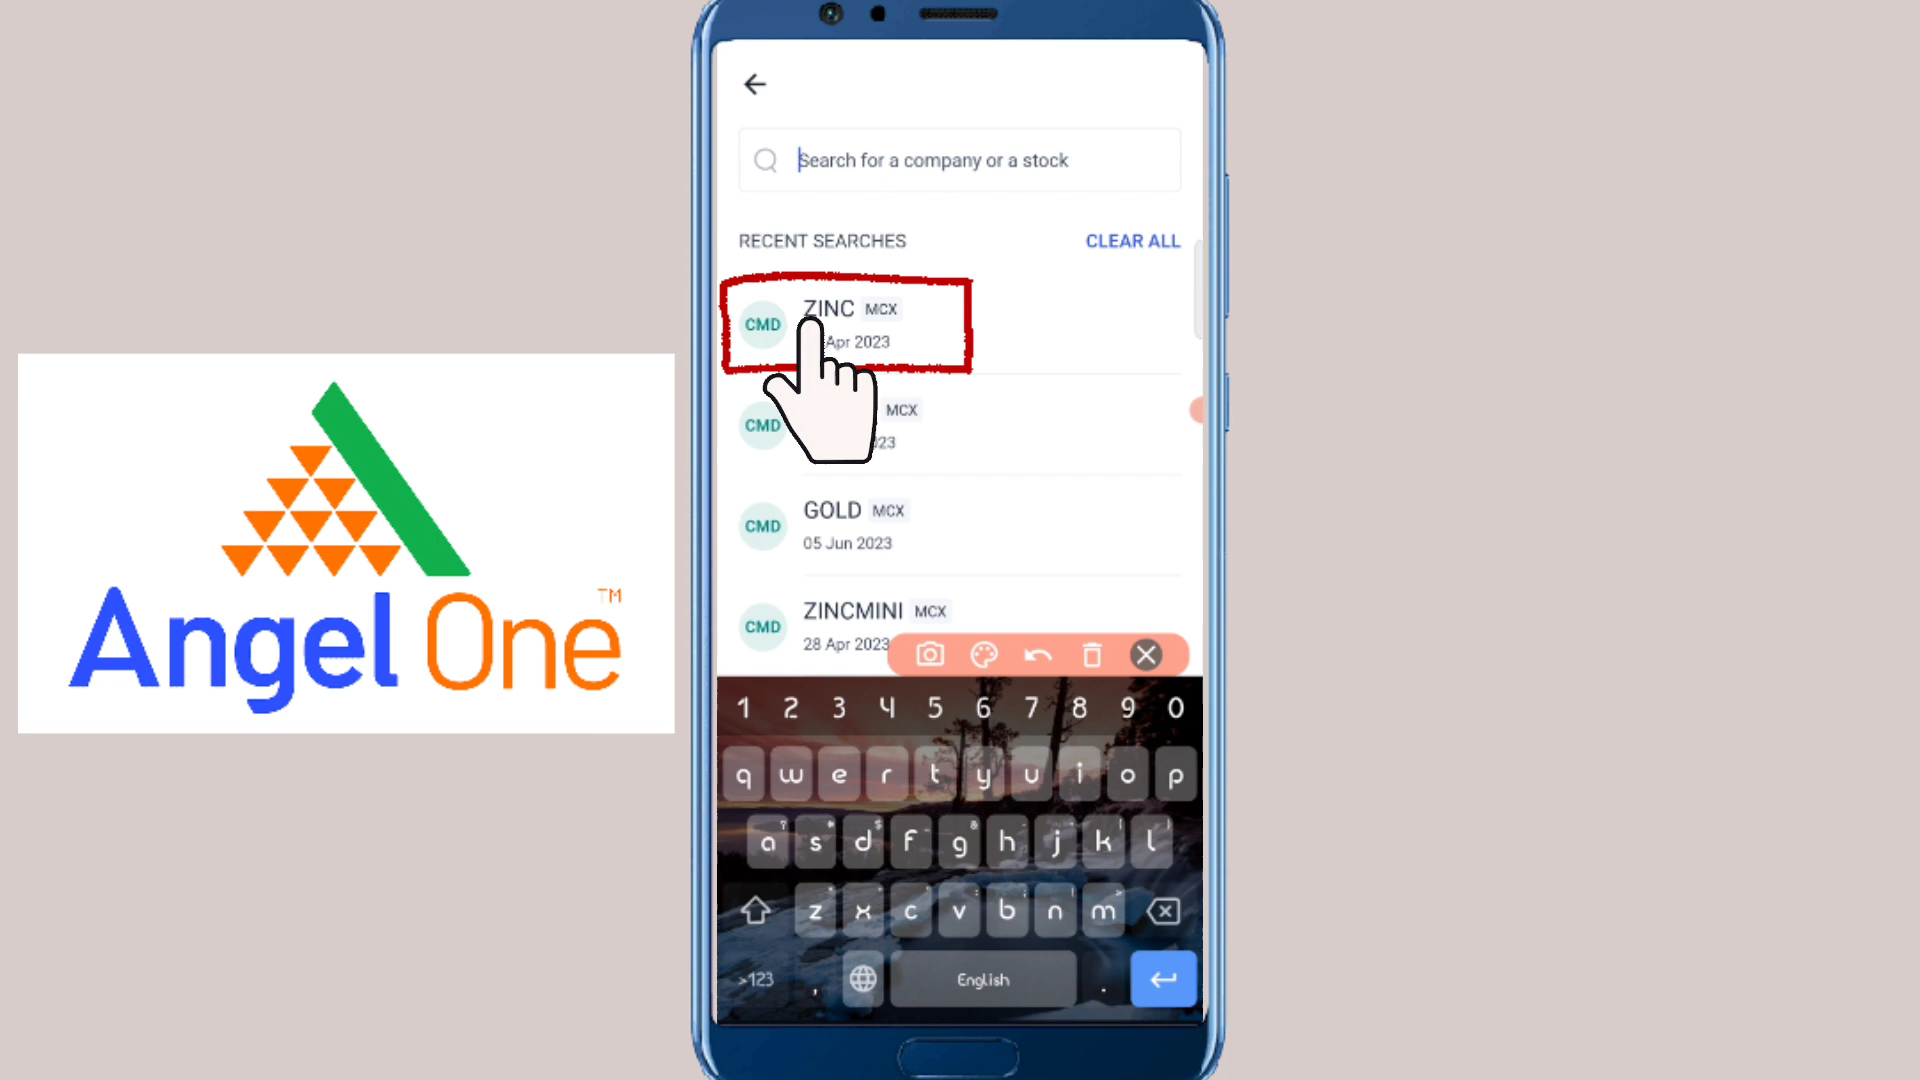 Search for a company or a stock
RECENT SEARCHES
CLEAR ALL
CMD
ZINC MCX
Apr 2023
CMD
MCX
CMD
GOLD MCX
05 Jun 2023
CMD
ZINCMINI MCX
28 Apr 2023
Angel One TM
1 2 3 4 5 6 7 8 9 0
q w e r t y u i o p
a s d f g h j k l
z x c v b n m
>123 , English .